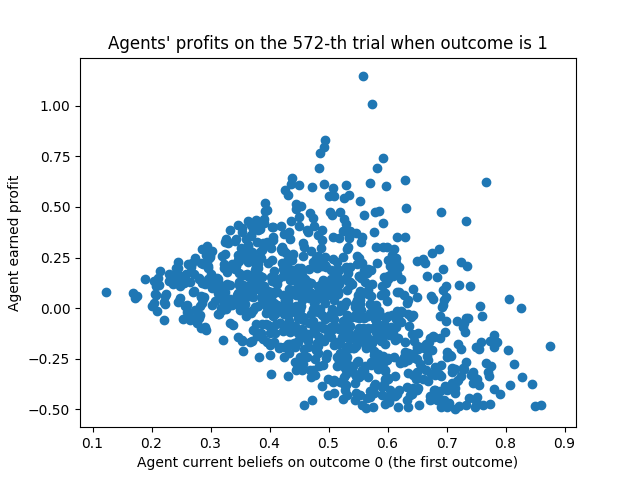 Agents' profits on the 572-th trial when outcome is 1
Agent earned profit
1.00
0.75
0.50
0.25
0.00
−0.25
−0.50
0.1 0.2 0.3 0.4 0.5 0.6 0.7 0.8 0.9
Agent current beliefs on outcome 0 (the first outcome)